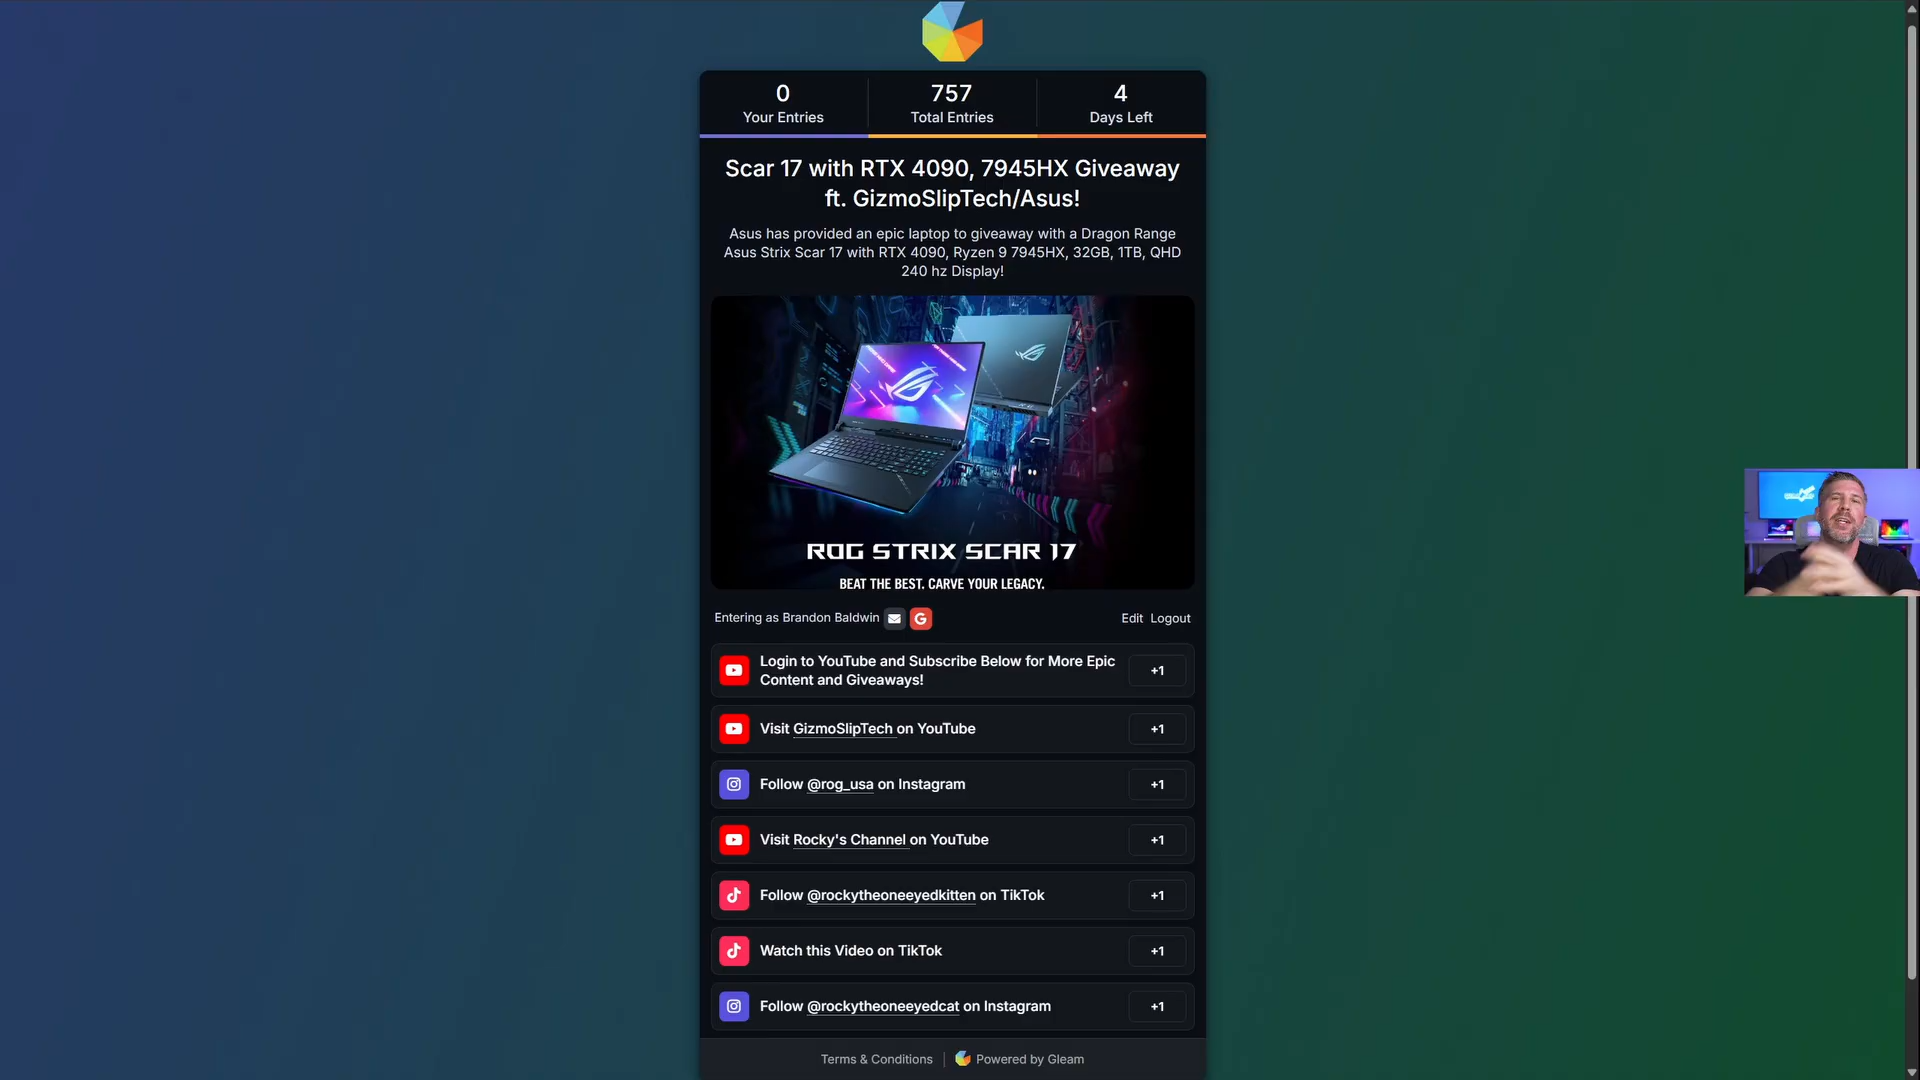 0
Your Entries
757
Total Entries
4
Days Left
Scar 17 with RTX 4090, 7945HX Giveaway
ft. GizmoSlipTech/Asus!
Asus has provided an epic laptop to giveaway with a Dragon Range
Asus Strix Scar 17 with RTX 4090, Ryzen 9 7945HX, 32GB, 1TB, QHD
240 hz Display!
ROG STRIX SCAR 17
BEAT THE BEST. CARVE YOUR LEGACY.
Entering as Brandon Baldwin
Edit Logout
Login to YouTube and Subscribe Below for More Epic
Content and Giveaways!
+1
Visit GizmoSlipTech on YouTube
+1
Follow @rog_usa on Instagram
+1
Visit Rocky's Channel on YouTube
+1
Follow @rockytheoneeyedkitten on TikTok
+1
Watch this Video on TikTok
+1
Follow @rockytheoneeyedcat on Instagram
+1
Terms & Conditions | Powered by Gleam